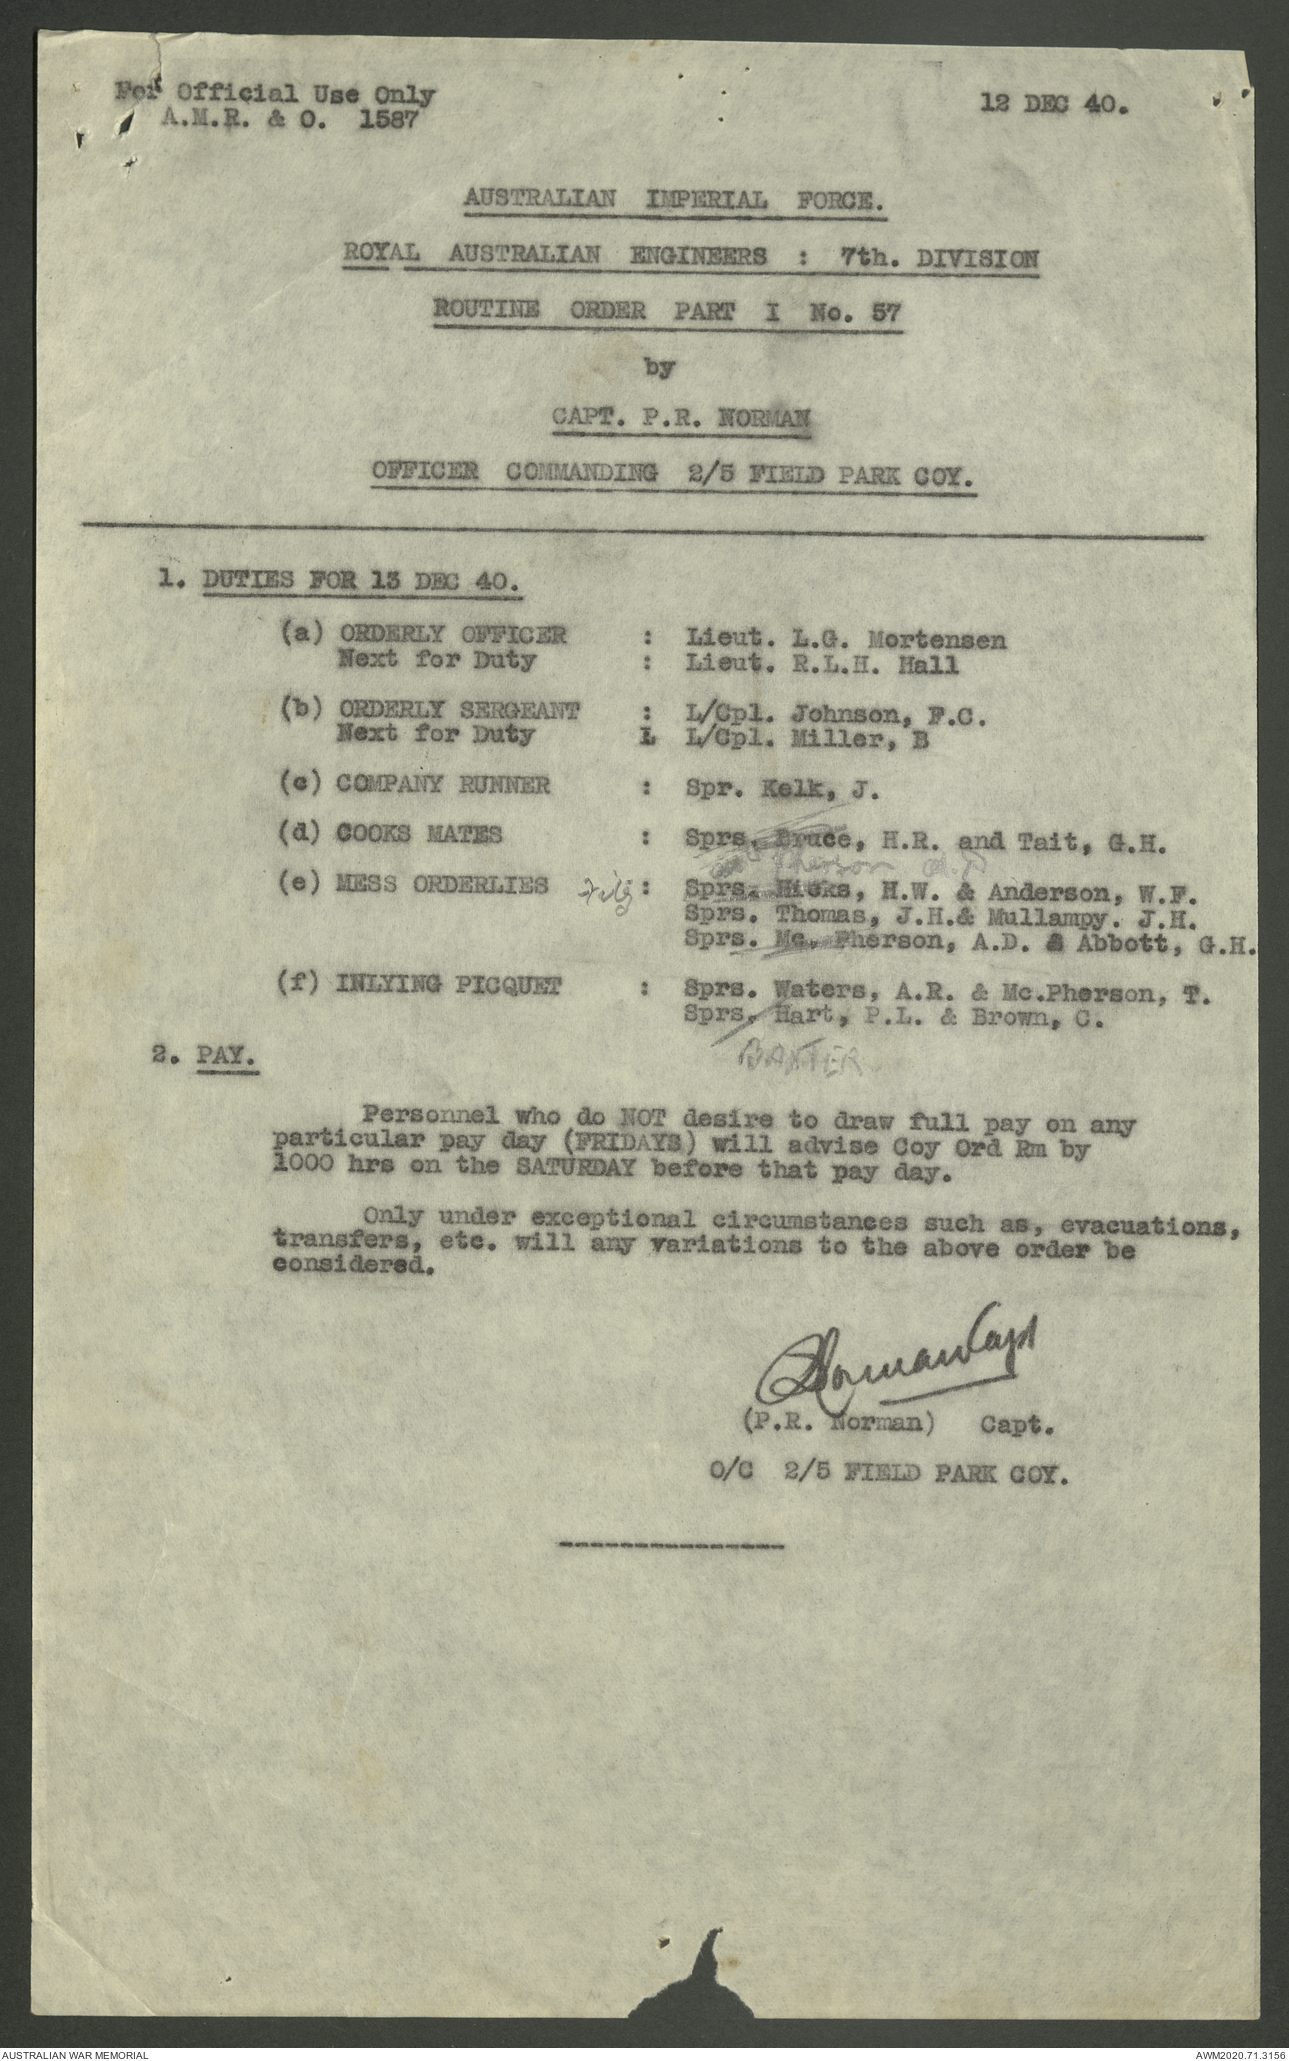 For Official Use Only
A.M.R. & O. 1587
12 DEC 40.
AUSTRALIAN IMPERIAL FORCE.
ROYAL AUSTRALIAN ENGINEERS : 7th. DIVISION
ROUTINE ORDER PART I No. 57
by
CAPT. P.R. NORMAN
OFFICER COMMANDING 2/5 FIELD PARK COY.
1. DUTIES FOR 13 DEC 40.
(a) ORDERLY OFFICER : Lieut. L.G. Mortensen
Next for Duty : Lieut. R.L.H. Hall
(b) ORDERLY SERGEANT : L/Cpl. Johnson, F.C.
Next for Duty L L/Cpl. Miller, B
(c) COMPANY RUNNER : Spr. Kelk, J.
(d) COOKS MATES : Sprs. Bruce, H.R. and Tait, G.H.
Pherson A.D
(e) MESS ORDERLIES : Sprs. Hicks, H.W. & Anderson, W.F.
Sprs. Thomas, J.H.& Mullampy. J.H.
Sprs. Mc. Pherson, A.D. & Abbott, G.H.
(f) INLYING PICQUET : Sprs. Waters, A.R. & Mc.Pherson, T.
Sprs. Hart, P.L. & Brown, C.
BAXTER
2. PAY.
Personnel who do NOT desire to draw full pay on any
particular pay day (FRIDAYS) will advise Coy Ord Rm by
1000 hrs on the SATURDAY before that pay day.
Only under exceptional circumstances such as, evacuations,
transfers, etc. will any variations to the above order be
considered.
PRNorman Capt
(P.R. Norman) Capt.
O/C 2/5 FIELD PARK COY.
AUSTRALIAN WAR MEMORIAL
AWM2020.71.3156